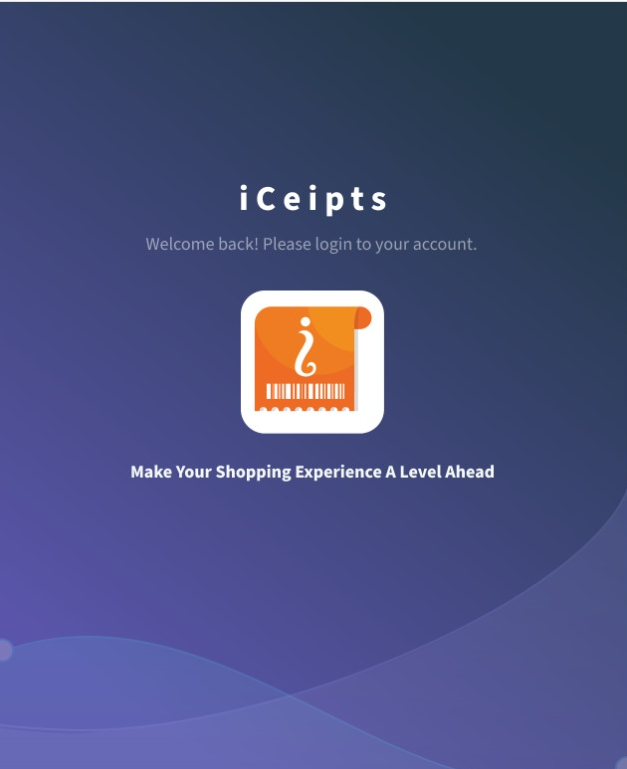 iCeipts
Welcome back! Please login to your account.
i
Make Your Shopping Experience A Level Ahead